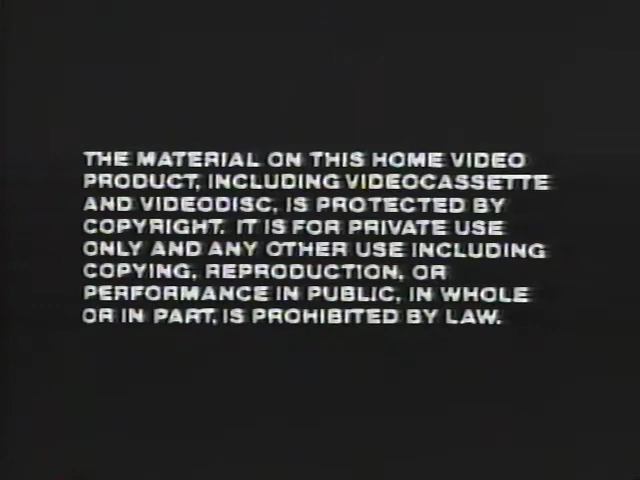 THE MATERIAL ON THIS HOME VIDEO
PRODUCT, INCLUDING VIDEOCASSETTE
AND VIDEODISC, IS PROTECTED BY
COPYRIGHT. IT IS FOR PRIVATE USE
ONLY AND ANY OTHER USE INCLUDING
COPYING, REPRODUCTION, OR
PERFORMANCE IN PUBLIC, IN WHOLE
OR IN PART, IS PROHIBITED BY LAW.